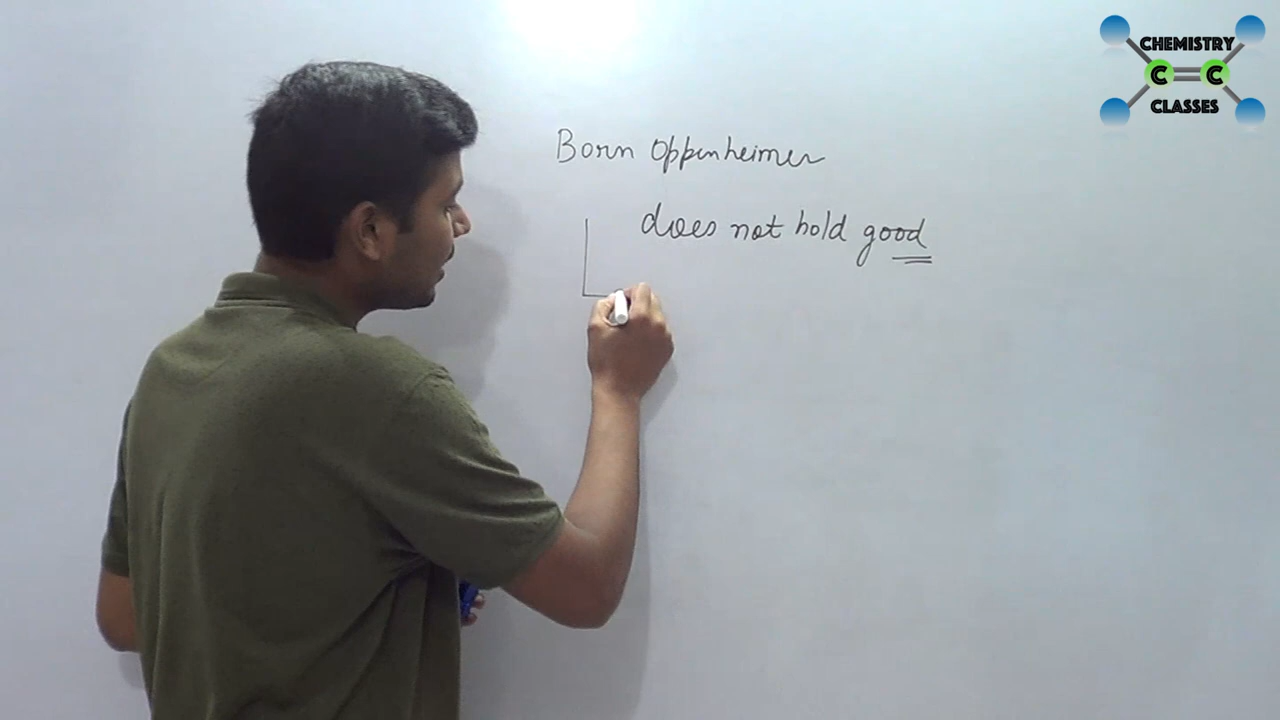 CHEMISTRY
C C
CLASSES
Born Oppenheimer
does not hold good